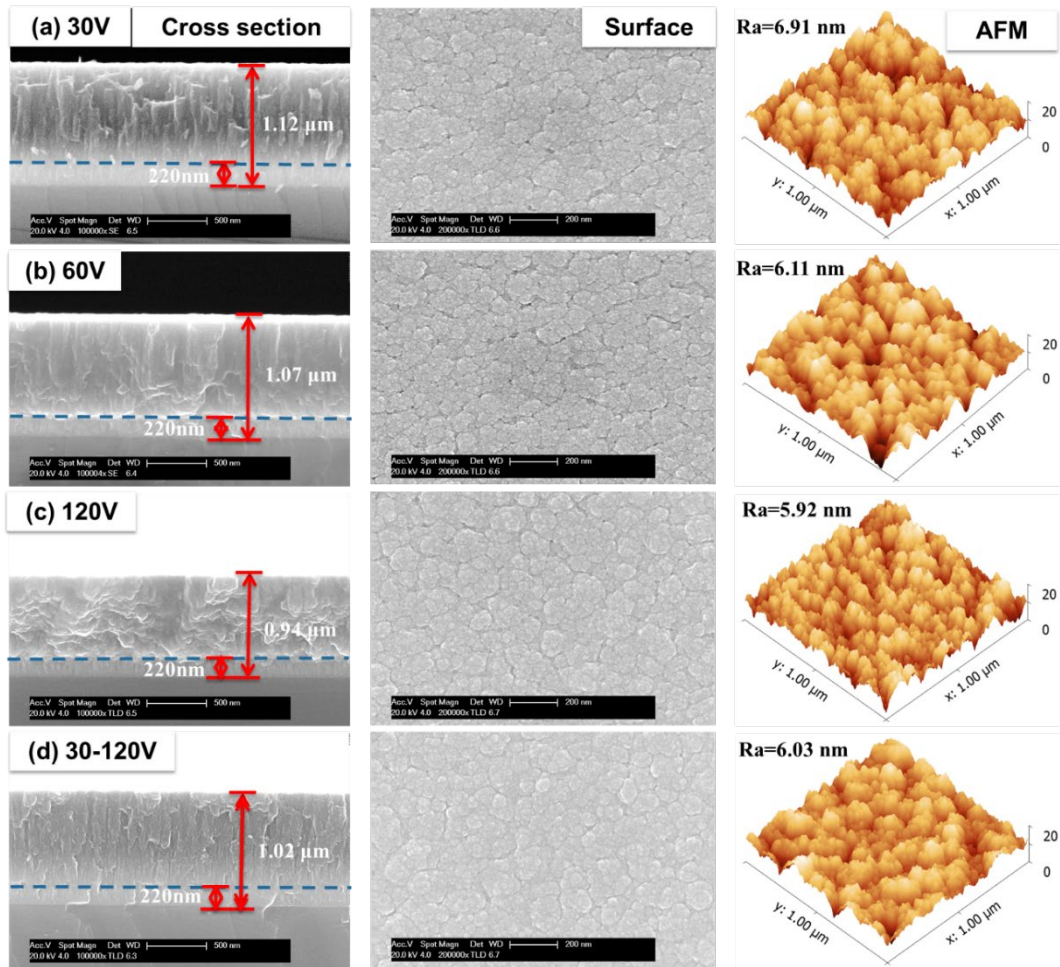 (a) 30V
Cross section
Surface
Ra=6.91 nm
AFM
1.12 µm
220nm
Acc.V Spot Magn Det WD 500 nm
20.0 kV 4.0 100000x SE 6.5
Acc.V Spot Magn Det WD 200 nm
20.0 kV 4.0 200000x TLD 6.6
20
0
y: 1.00 µm
x: 1.00 µm
(b) 60V
Ra=6.11 nm
1.07 µm
220nm
Acc.V Spot Magn Det WD 500 nm
20.0 kV 4.0 100004x SE 6.4
Acc.V Spot Magn Det WD 200 nm
20.0 kV 4.0 200000x TLD 6.6
20
0
y: 1.00 µm
x: 1.00 µm
(c) 120V
Ra=5.92 nm
0.94 µm
220nm
Acc.V Spot Magn Det WD 500 nm
20.0 kV 4.0 100000x TLD 6.5
Acc.V Spot Magn Det WD 200 nm
20.0 kV 4.0 200000x TLD 6.7
20
0
y: 1.00 µm
x: 1.00 µm
(d) 30-120V
Ra=6.03 nm
1.02 µm
220nm
Acc.V Spot Magn Det WD 500 nm
20.0 kV 4.0 100000x TLD 6.3
Acc.V Spot Magn Det WD 200 nm
20.0 kV 4.0 200000x TLD 6.7
20
0
y: 1.00 µm
x: 1.00 µm